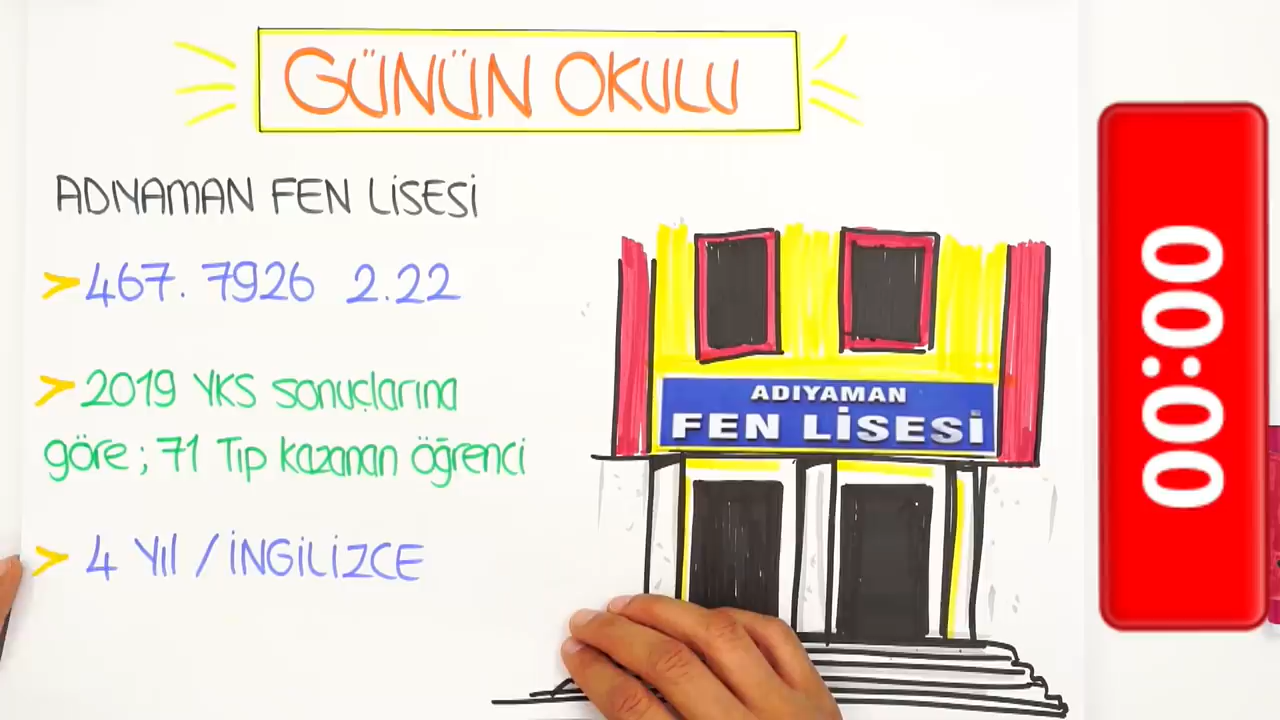 GÜNÜN OKULU
ADIYAMAN FEN LİSESİ
> 467. 7926 2.22
> 2019 YKS sonuçlarına
göre; 71 Tıp kazanan öğrenci
> 4 Yıl / İNGİLİZCE
ADIYAMAN
FEN LİSESİ
00:00